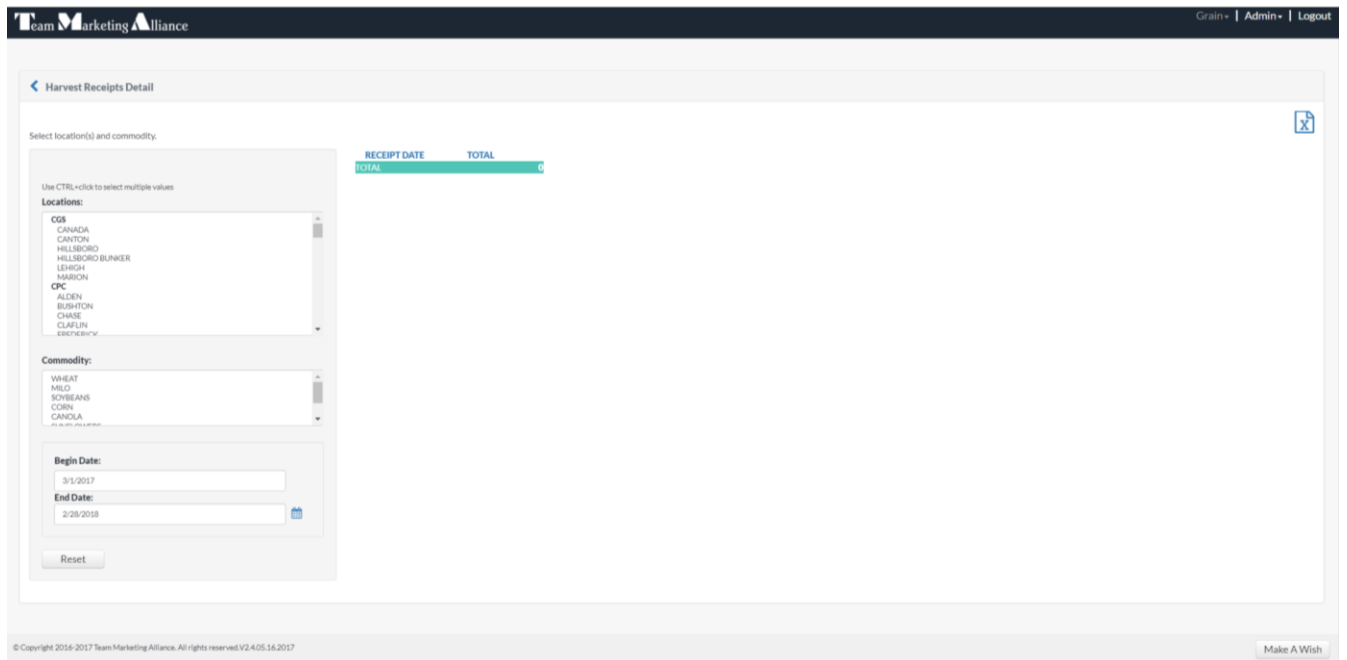 Team Marketing Alliance
Grain | Admin | Logout
Harvest Receipts Detail
Select location(s) and commodity.
RECEIPT DATE TOTAL
TOTAL 0
Use CTRL+click to select multiple values
Locations:
CGS
CANADA
CANTON
HILLSBORO
HILLSBORO BUNKER
LEHIGH
MARION
CPC
ALDEN
BUSHTON
CHASE
CLAFLIN
FREDERICK
Commodity:
WHEAT
MILO
SOYBEANS
CORN
CANOLA
SUNFLOWERS
Begin Date:
3/1/2017
End Date:
2/28/2018
Reset
© Copyright 2016-2017 Team Marketing Alliance. All rights reserved.V2.4.05.16.2017
Make A Wish